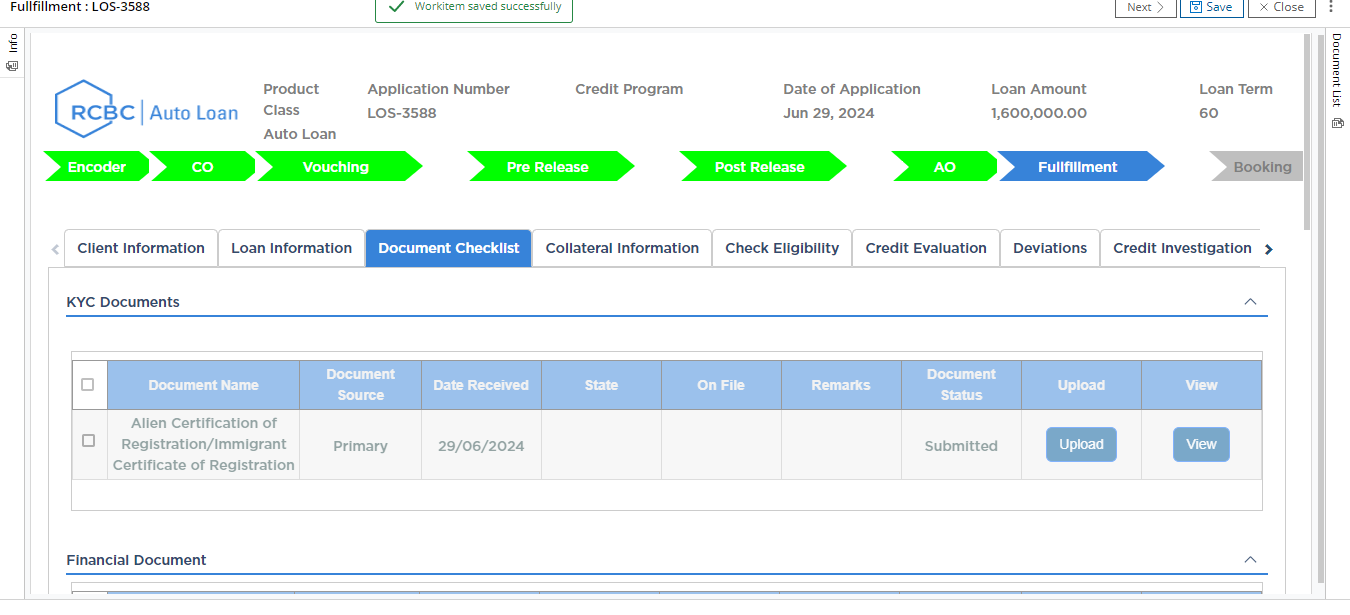 Fullfillment : LOS-3588
Workitem saved successfully
Next
Save
Close
Info
Document List
RCBC Auto Loan
Product
Class
Auto Loan
Application Number
LOS-3588
Credit Program
Date of Application
Jun 29, 2024
Loan Amount
1,600,000.00
Loan Term
60
Encoder
CO
Vouching
Pre Release
Post Release
AO
Fullfillment
Booking
Client Information
Loan Information
Document Checklist
Collateral Information
Check Eligibility
Credit Evaluation
Deviations
Credit Investigation
KYC Documents
Document Name
Document
Source
Date Received
State
On File
Remarks
Document
Status
Upload
View
Alien Certification of
Registration/Immigrant
Certificate of Registration
Primary
29/06/2024
Submitted
Upload
View
Financial Document